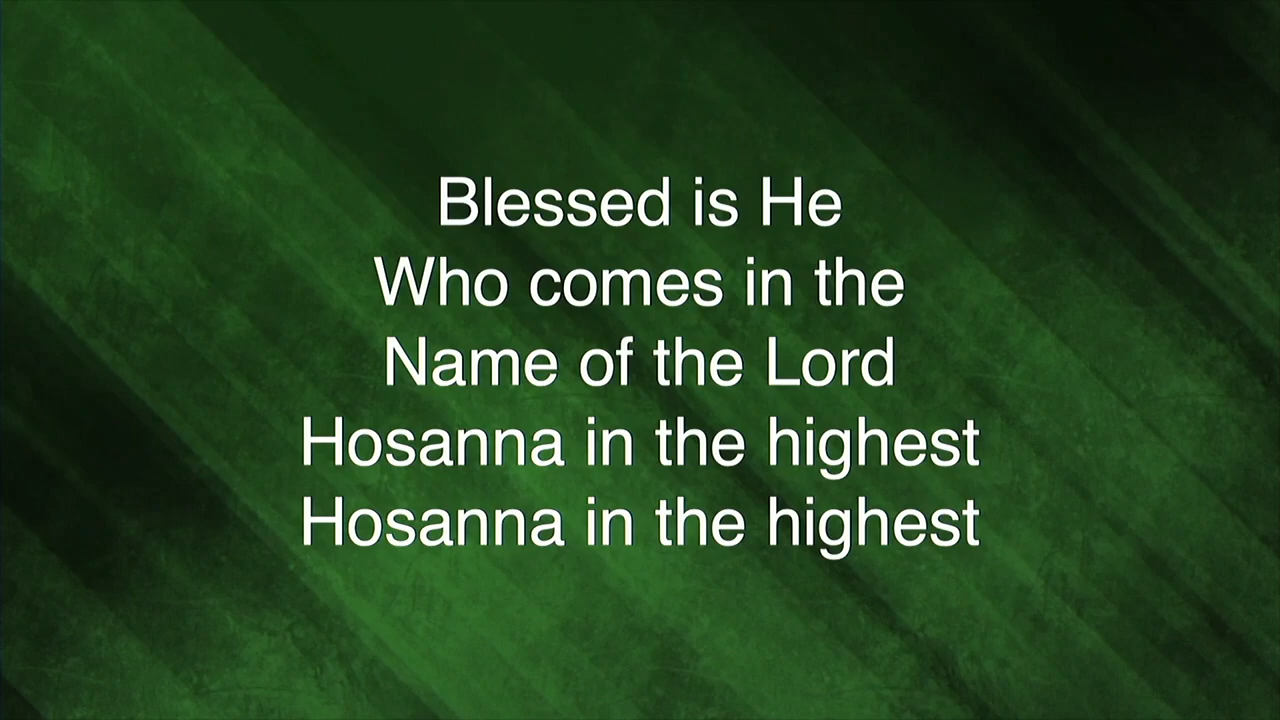 Blessed is He
Who comes in the
Name of the Lord
Hosanna in the highest
Hosanna in the highest